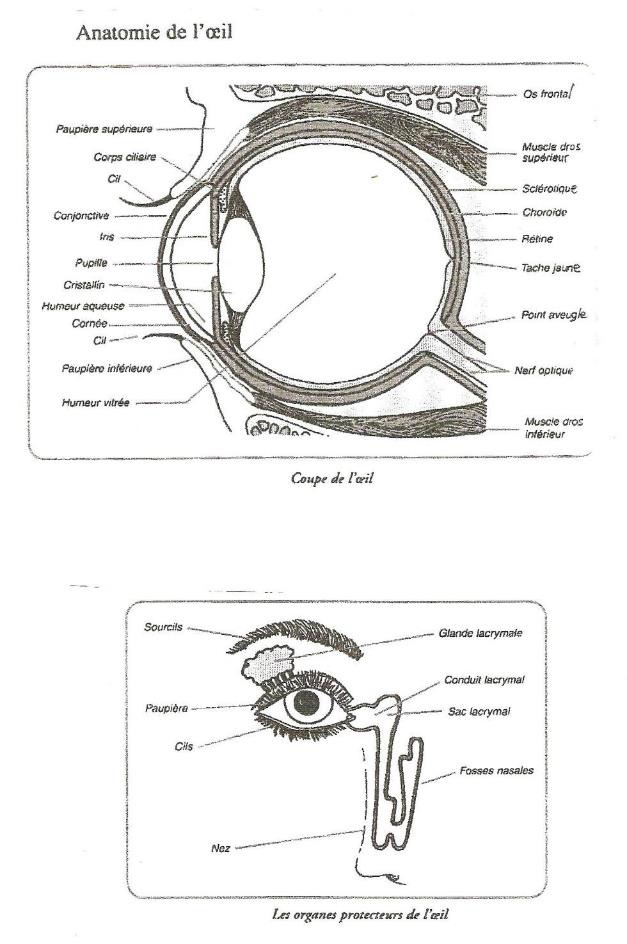 Anatomie de l'œil
Paupière supérieure
Corps ciliaire
Cil
Conjonctive
Iris
Pupille
Cristallin
Humeur aqueuse
Cornée
Cil
Paupière inférieure
Humeur vitrée
Os frontal
Muscle dros
supérieur
Sclérotique
Choroïde
Rétine
Tache jaune
Point aveugle
Nerf optique
Muscle dros
inférieur
Coupe de l'œil
Sourcils
Paupière
Cils
Nez
Glande lacrymale
Conduit lacrymal
Sac lacrymal
Fosses nasales
Les organes protecteurs de l'œil